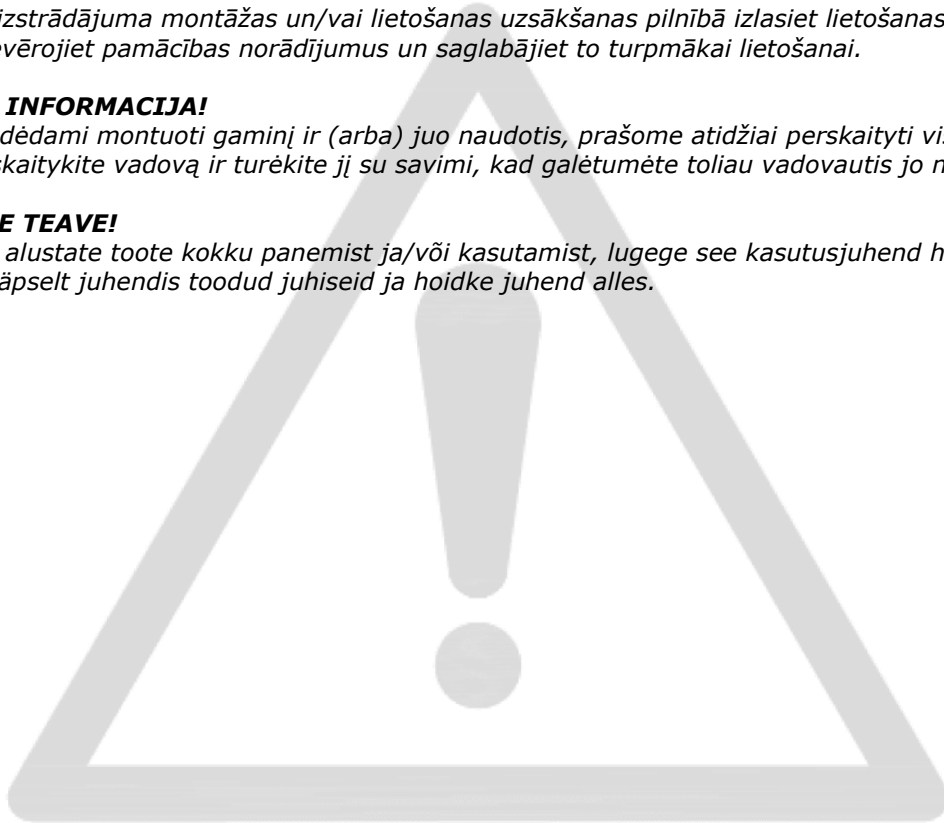 izstrādājuma montāžas un/vai lietošanas uzsākšanas pilnībā izlasiet lietošanas
evērojiet pamācības norādījumus un saglabājiet to turpmākai lietošanai.
INFORMACIJA!
dėdami montuoti gaminį ir (arba) juo naudotis, prašome atidžiai perskaityti vis
skaitykite vadovą ir turėkite jį su savimi, kad galėtumėte toliau vadovautis jo n
E TEAVE!
alustate toote kokku panemist ja/või kasutamist, lugege see kasutusjuhend h
äpselt juhendis toodud juhiseid ja hoidke juhend alles.